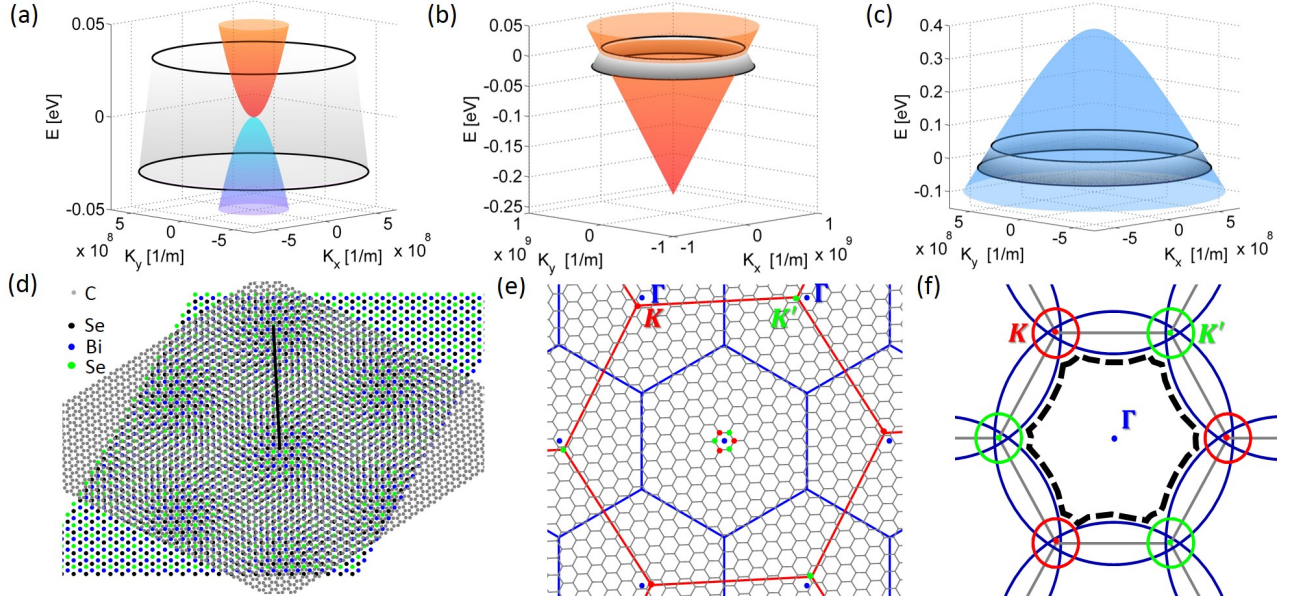 (a)
0.05
0
-0.05
E [eV]
5
0
-5
-5
0
5
x 10^8
K_y [1/m]
K_x [1/m]
x 10^8
(b)
0.05
0
-0.05
-0.1
-0.15
-0.2
-0.25
E [eV]
1
0
-1
-1
0
1
x 10^9
K_y [1/m]
K_x [1/m]
x 10^9
(c)
0.4
0.3
0.2
0.1
0
-0.1
E [eV]
5
0
-5
-5
0
5
x 10^8
K_y [1/m]
K_x [1/m]
x 10^8
(d)
C
Se
Bi
Se
(e)
Γ
Γ
K
K'
(f)
K
K'
Γ